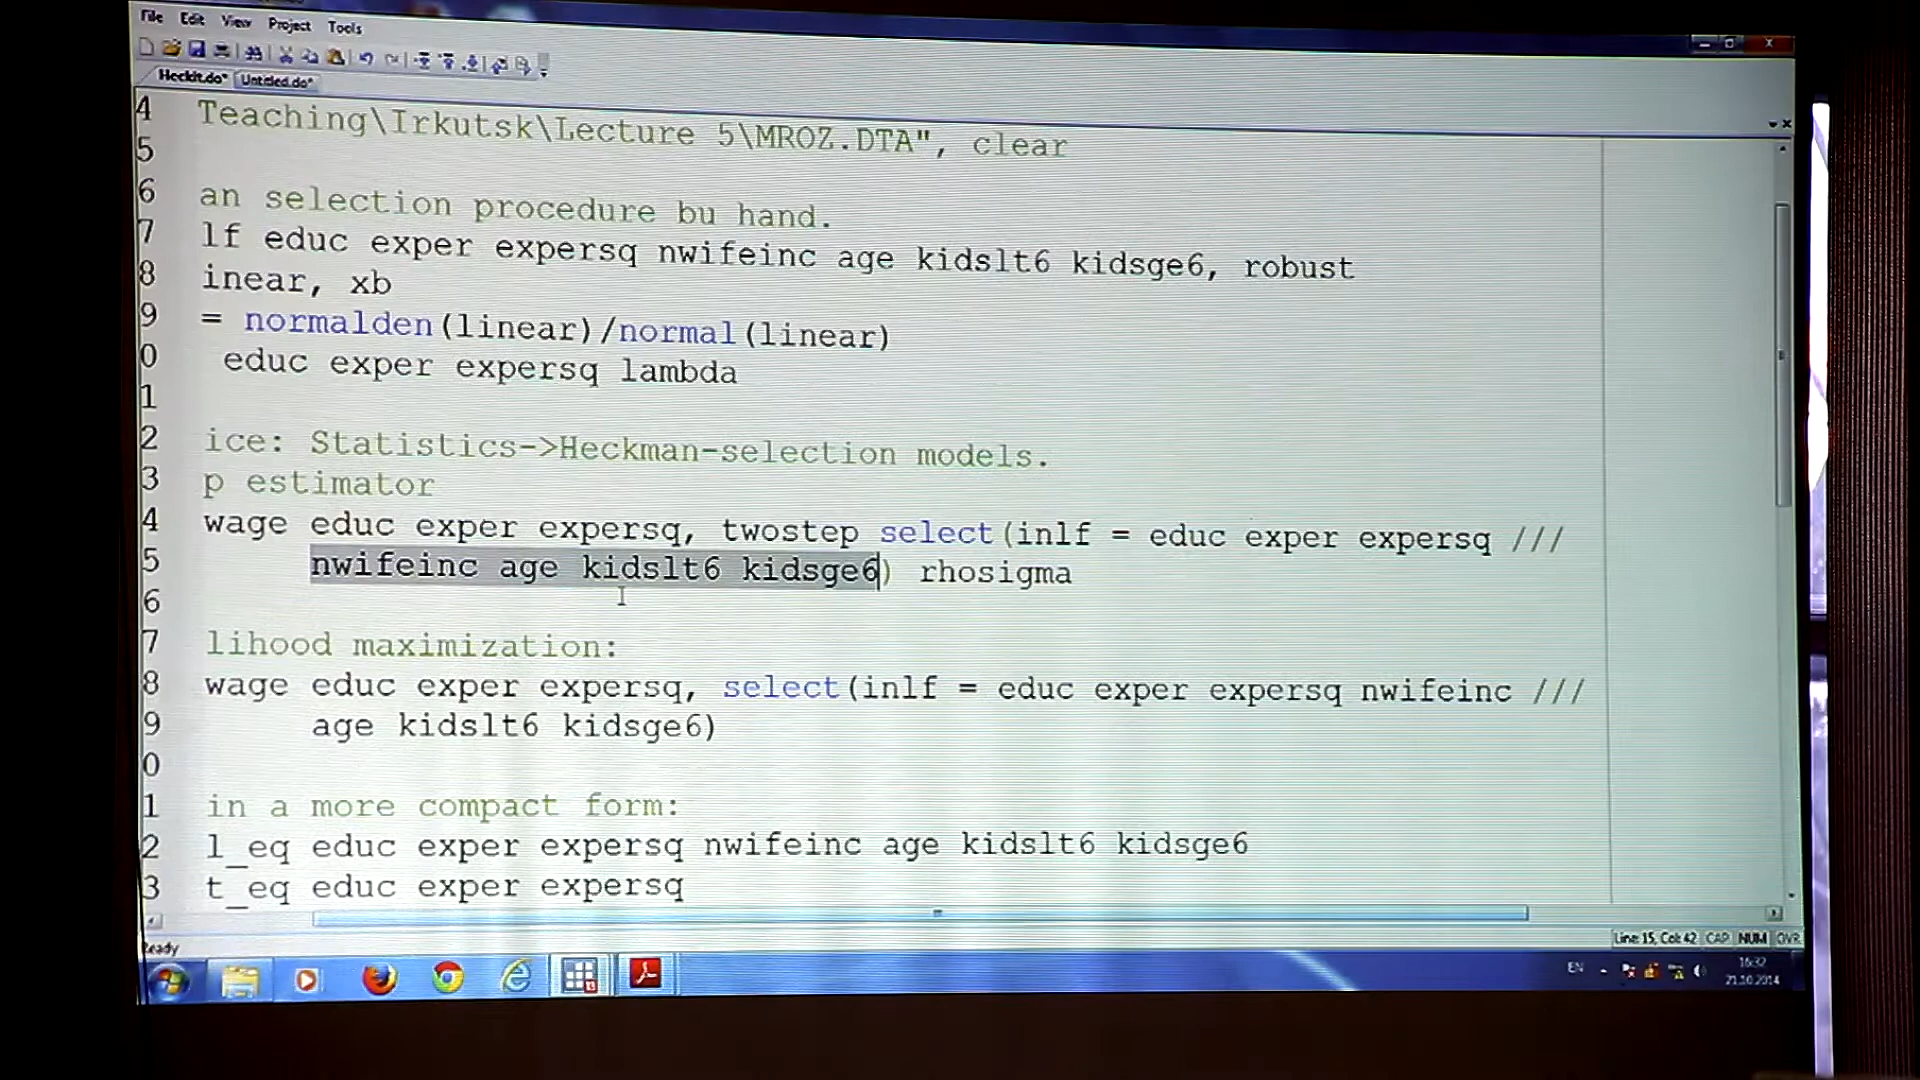 File Edit View Project Tools
Heckit.do* Untitled.do*
4 Teaching\Irkutsk\Lecture 5\MROZ.DTA", clear
5
6 an selection procedure bu hand.
7 lf educ exper expersq nwifeinc age kidslt6 kidsge6, robust
8 inear, xb
9 = normalden(linear)/normal(linear)
0 educ exper expersq lambda
1
2 ice: Statistics->Heckman-selection models.
3 p estimator
4 wage educ exper expersq, twostep select(inlf = educ exper expersq ///
5 nwifeinc age kidslt6 kidsge6) rhosigma
6
7 lihood maximization:
8 wage educ exper expersq, select(inlf = educ exper expersq nwifeinc ///
9 age kidslt6 kidsge6)
0
1 in a more compact form:
2 l_eq educ exper expersq nwifeinc age kidslt6 kidsge6
3 t_eq educ exper expersq
Ready
Line: 15, Col: 42 CAP NUM OVR
EN
16:32
21.10.2014